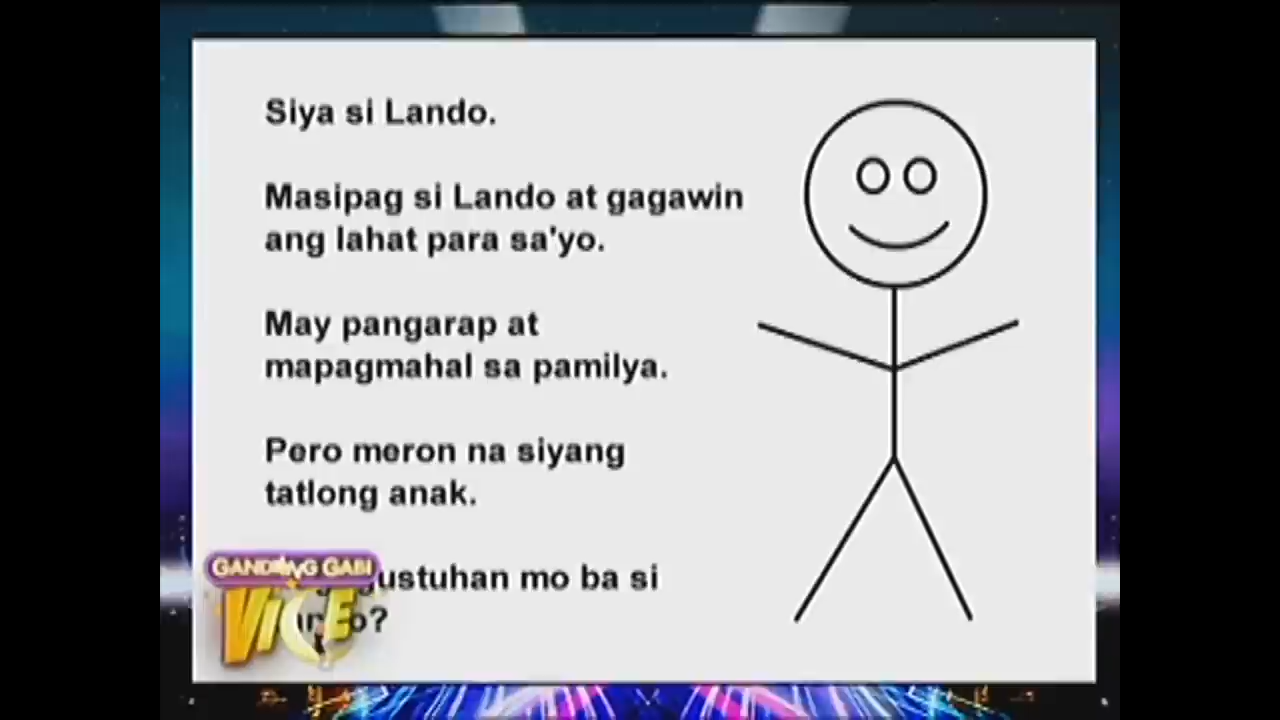 Siya si Lando.
Masipag si Lando at gagawin
ang lahat para sa'yo.
May pangarap at
mapagmahal sa pamilya.
Pero meron na siyang
tatlong anak.
mo ba si
GANDANG GABI
VICE